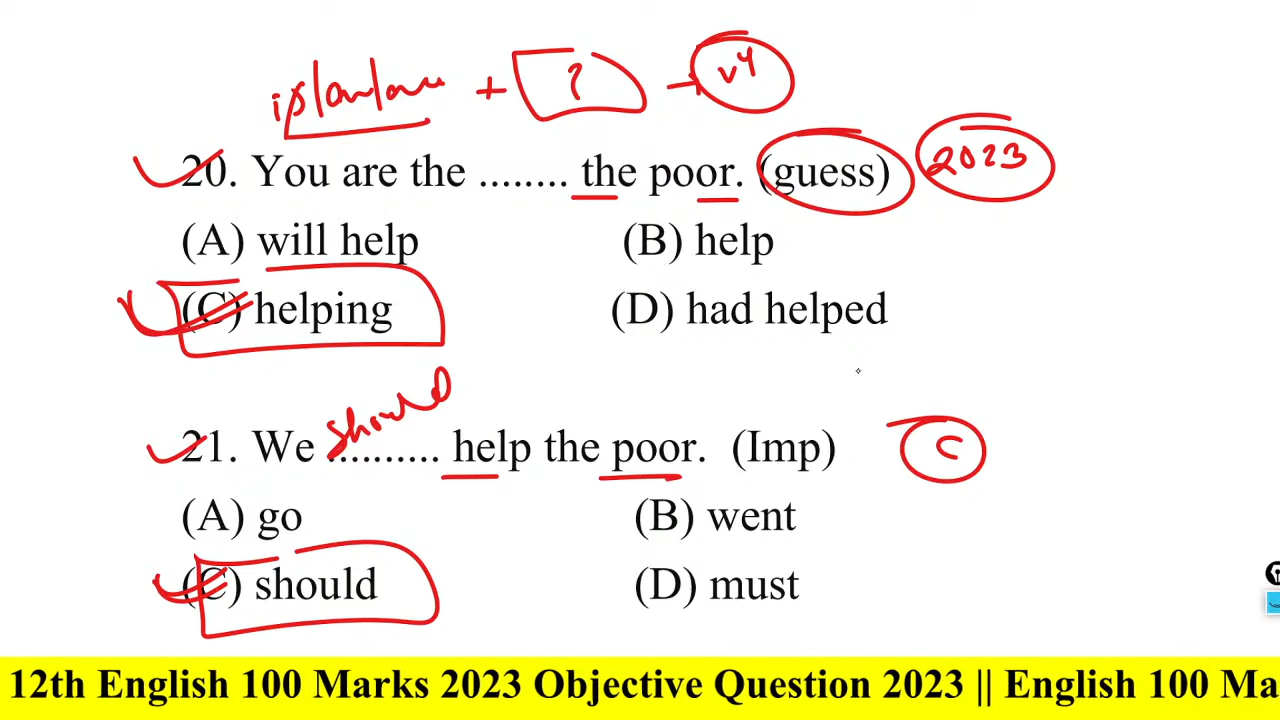 is/am/are + ? + v4
20. You are the ........ the poor. (guess) 2023
(A) will help (B) help
(C) helping (D) had helped
should
21. We .......... help the poor. (Imp) C
(A) go (B) went
(C) should (D) must
12th English 100 Marks 2023 Objective Question 2023 || English 100 Ma